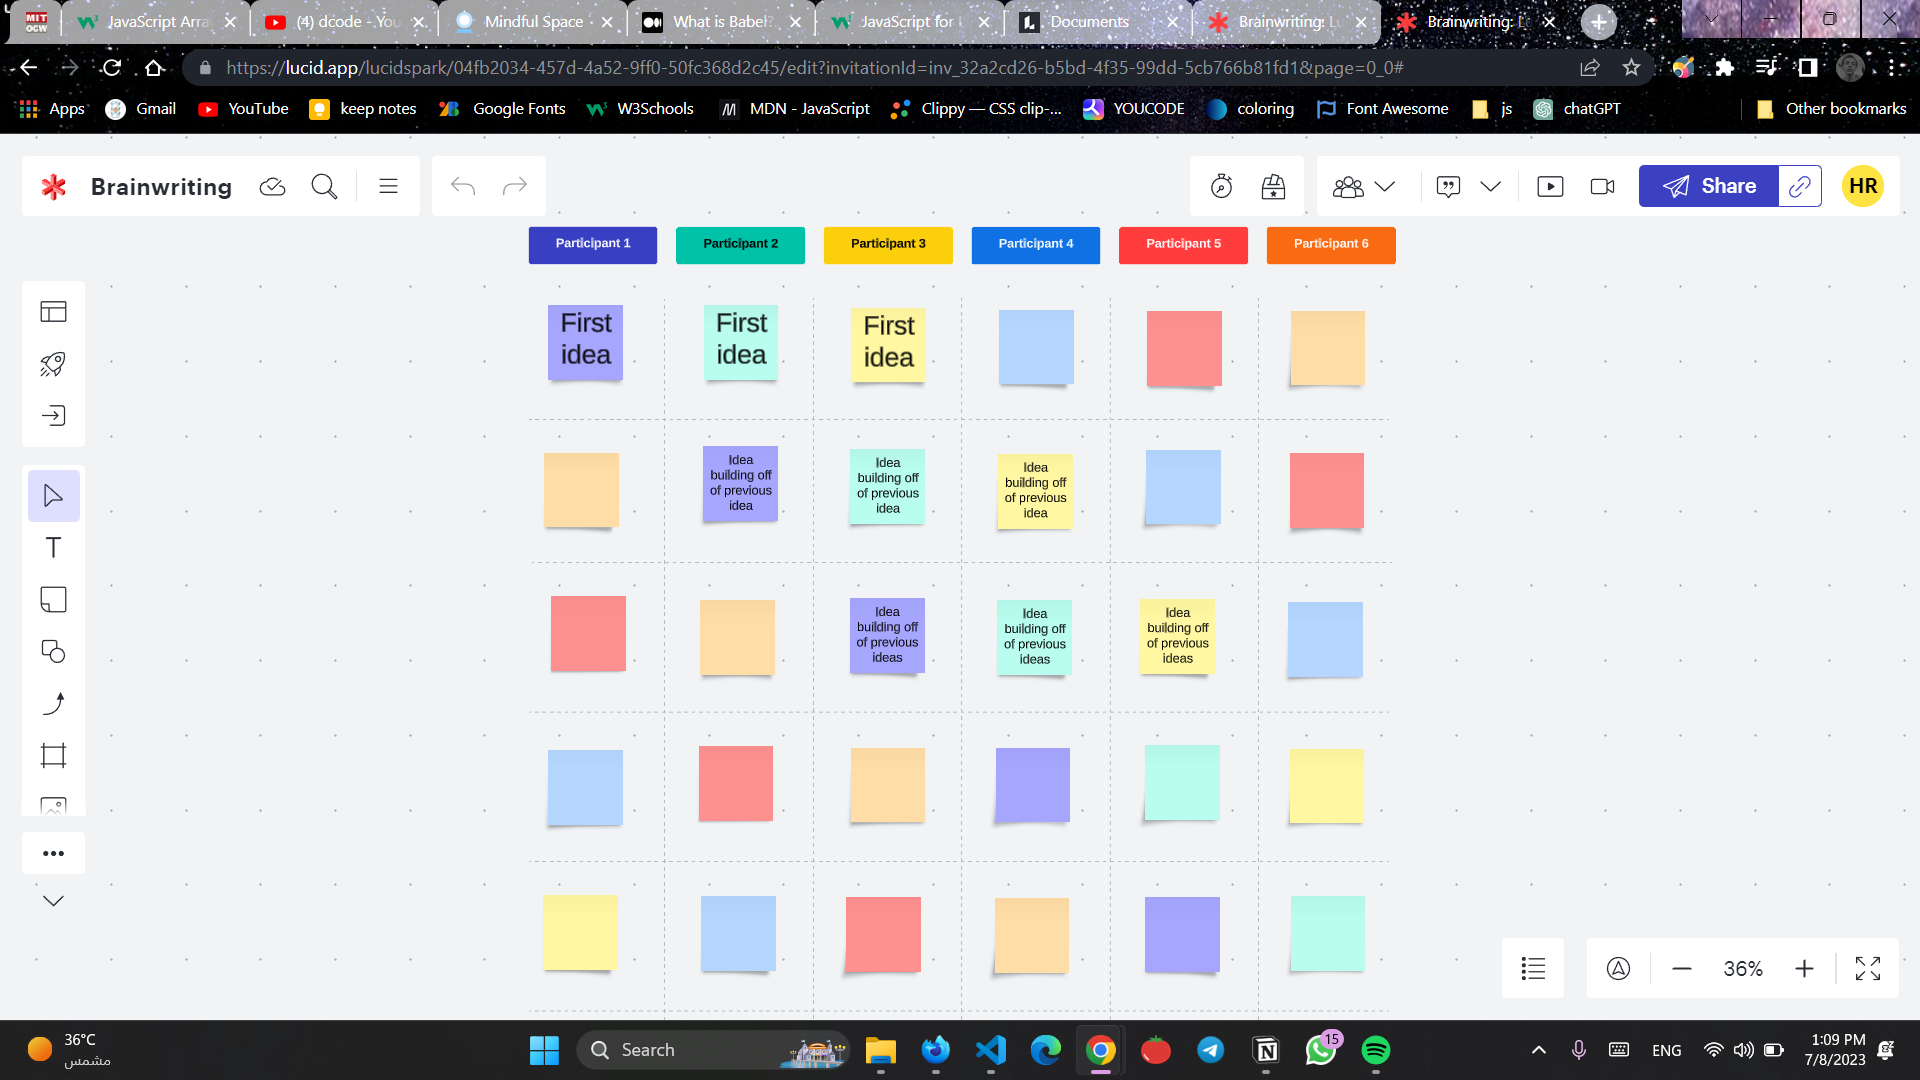 MIT
OCW
JavaScript Arra
(4) dcode - You
Mindful Space
What is Babel?
JavaScript for
Documents
Brainwriting: Lu
Brainwriting: Lu
https://lucid.app/lucidspark/04fb2034-457d-4a52-9ff0-50fc368d2c45/edit?invitationId=inv_32a2cd26-b5bd-4f35-99dd-5cb766b81fd1&page=0_0#
Apps
Gmail
YouTube
keep notes
Google Fonts
W3Schools
MDN - JavaScript
Clippy — CSS clip-...
YOUCODE
coloring
Font Awesome
js
chatGPT
Other bookmarks
Brainwriting
Share
HR
Participant 1
Participant 2
Participant 3
Participant 4
Participant 5
Participant 6
First
idea
First
idea
First
idea
Idea
building off
of previous
idea
Idea
building off
of previous
idea
Idea
building off
of previous
idea
Idea
building off
of previous
ideas
Idea
building off
of previous
ideas
Idea
building off
of previous
ideas
T
36%
36°C
مشمس
Search
15
ENG
1:09 PM
7/8/2023